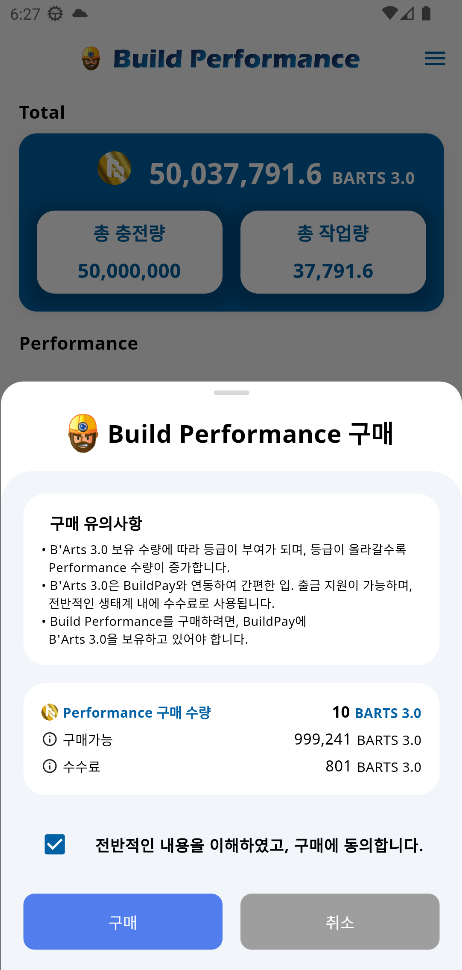 6:27
Build Performance
Total
50,037,791.6 BARTS 3.0
총 충전량
총 작업량
50,000,000
37,791.6
Performance
Build Performance 구매
구매 유의사항
• B'Arts 3.0 보유 수량에 따라 등급이 부여가 되며, 등급이 올라갈수록
Performance 수량이 증가합니다.
• B'Arts 3.0은 BuildPay와 연동하여 간편한 입. 출금 지원이 가능하며,
전반적인 생태계 내에 수수료로 사용됩니다.
• Build Performance를 구매하려면, BuildPay에
B'Arts 3.0을 보유하고 있어야 합니다.
Performance 구매 수량 10 BARTS 3.0
구매가능 999,241 BARTS 3.0
수수료 801 BARTS 3.0
전반적인 내용을 이해하였고, 구매에 동의합니다.
구매
취소